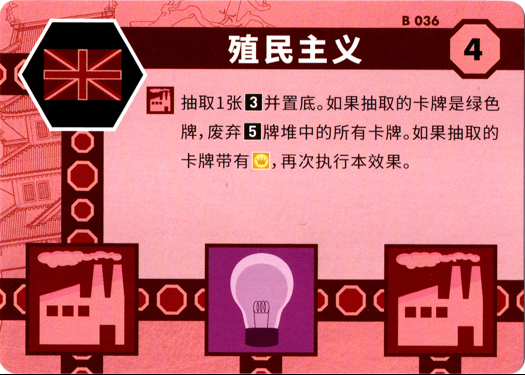 B 036
殖民主义
4
抽取1张3并置底。如果抽取的卡牌是绿色
牌，废弃5牌堆中的所有卡牌。如果抽取的
卡牌带有，再次执行本效果。